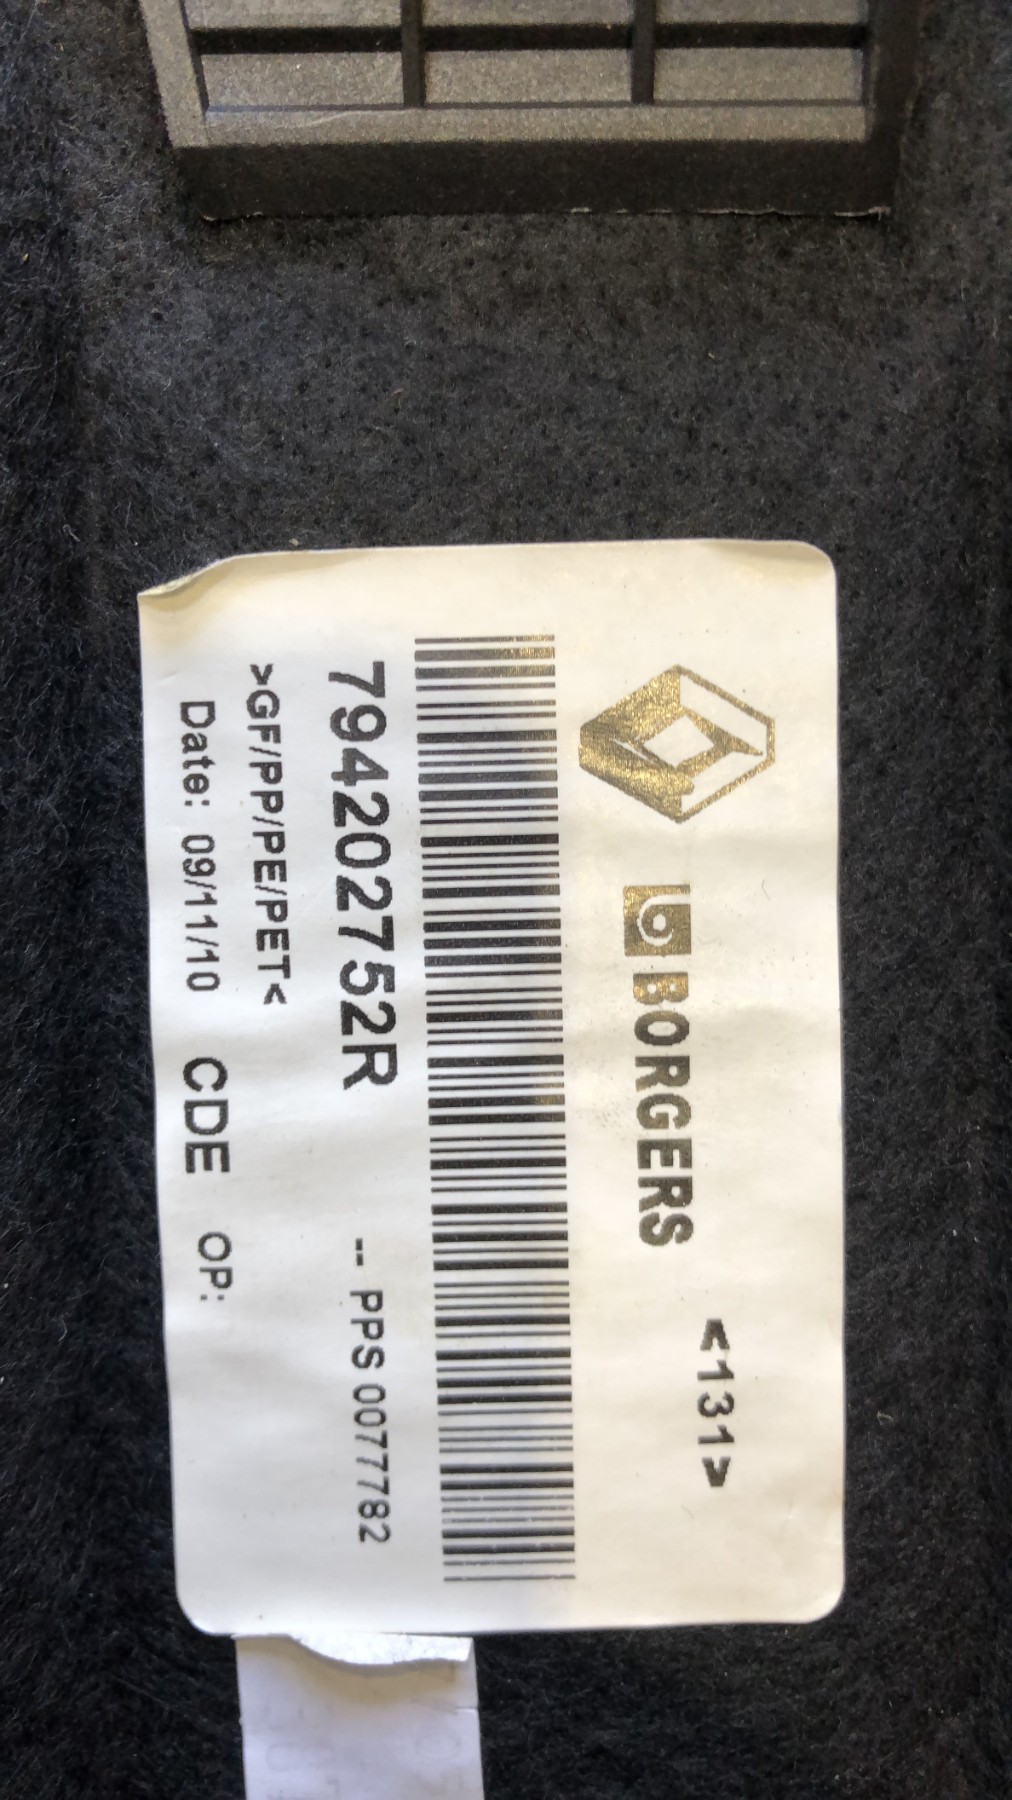 BORGERS <131>
794202752R -- PPS 0077782
>GF/PP/PE/PET<
Date: 09/11/10 CDE OP: